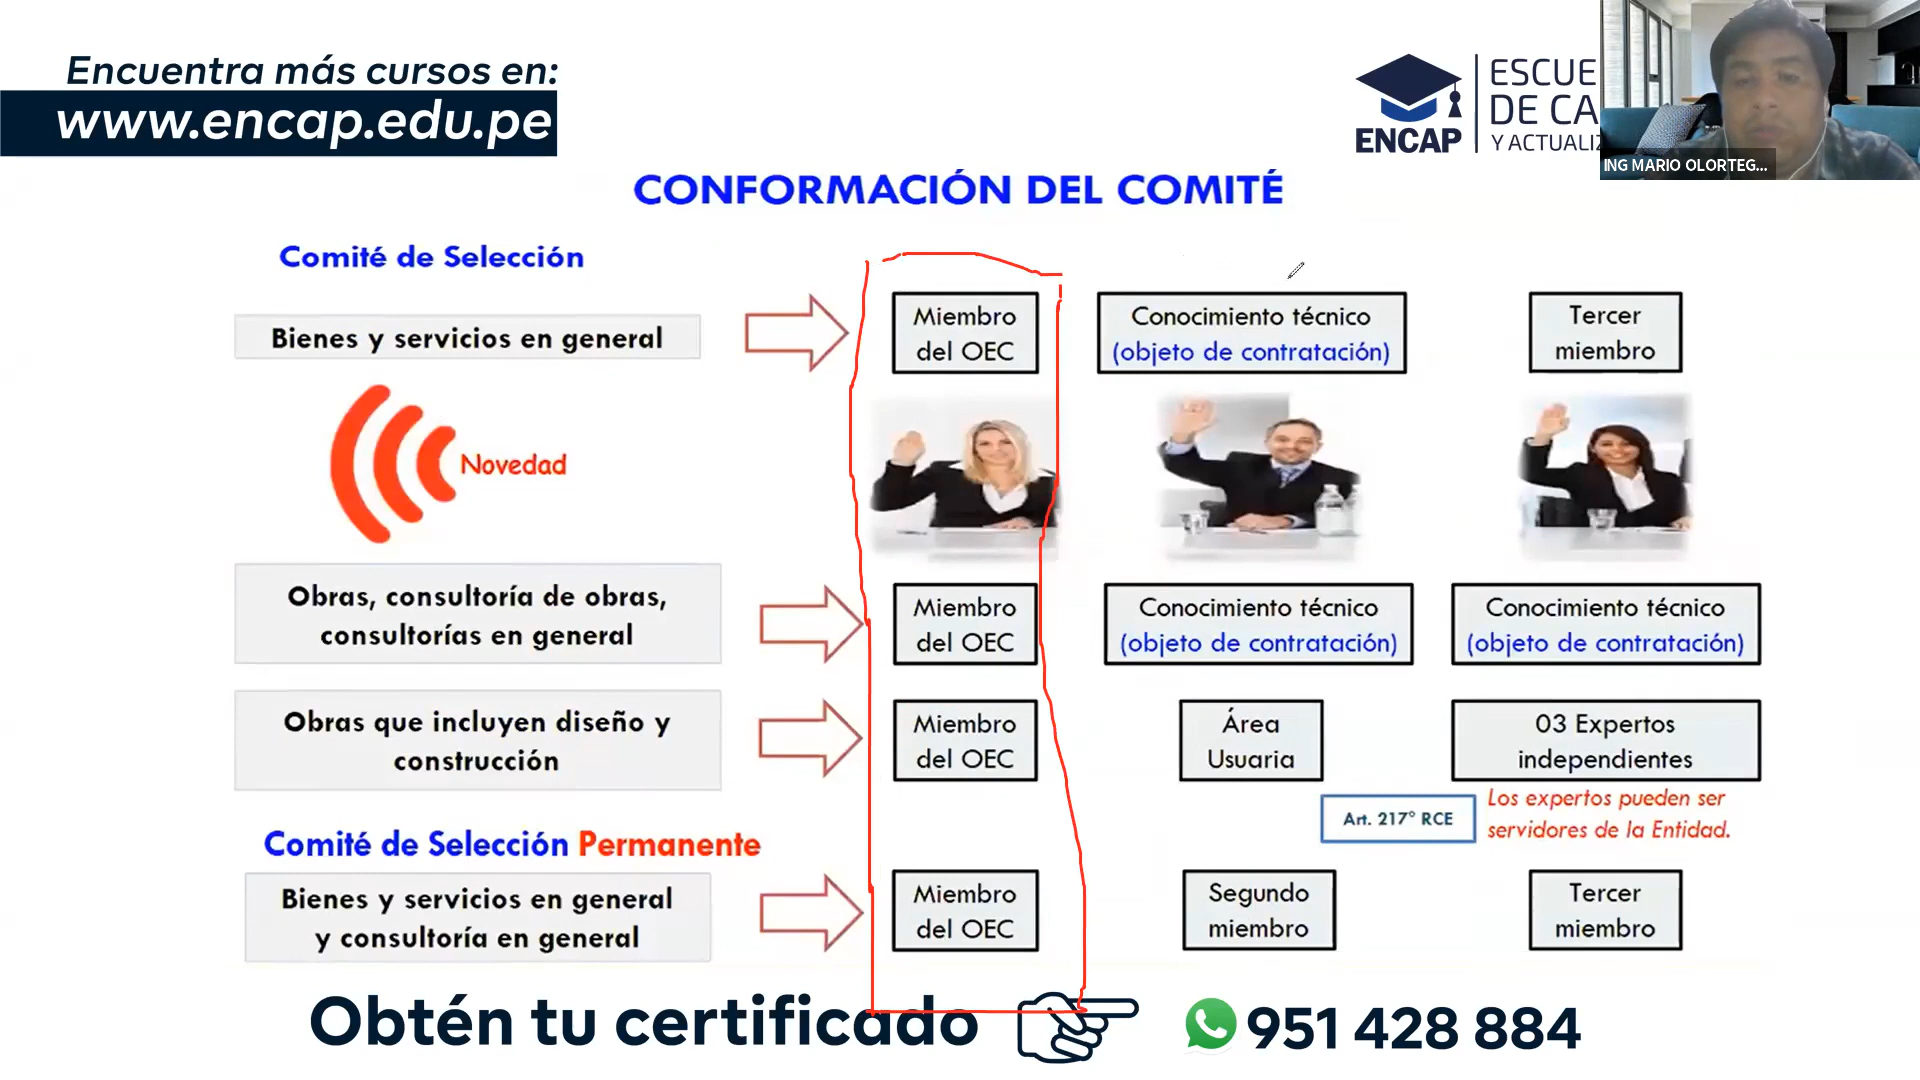 Encuentra más cursos en:
www.encap.edu.pe
ENCAP
ESCUE
DE CA
Y ACTUALIZ
ING MARIO OLORTEG...
CONFORMACIÓN DEL COMITÉ
Comité de Selección
Bienes y servicios en general
Miembro
del OEC
Conocimiento técnico
(objeto de contratación)
Tercer
miembro
Novedad
Obras, consultoría de obras,
consultorías en general
Miembro
del OEC
Conocimiento técnico
(objeto de contratación)
Conocimiento técnico
(objeto de contratación)
Obras que incluyen diseño y
construcción
Miembro
del OEC
Área
Usuaria
03 Expertos
independientes
Art. 217° RCE
Los expertos pueden ser
servidores de la Entidad.
Comité de Selección Permanente
Bienes y servicios en general
y consultoría en general
Miembro
del OEC
Segundo
miembro
Tercer
miembro
Obtén tu certificado
951 428 884